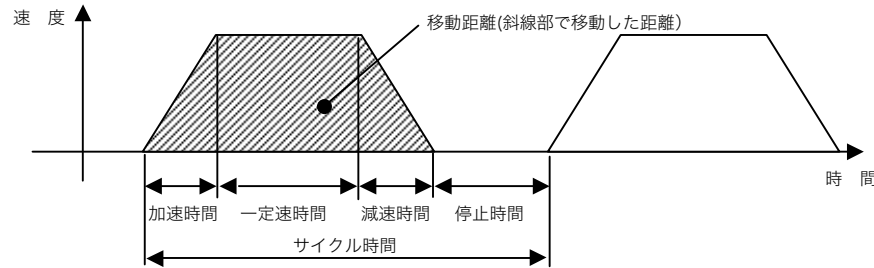 速 度
移動距離(斜線部で移動した距離）
時 間
加速時間 一定速時間 減速時間 停止時間
サイクル時間